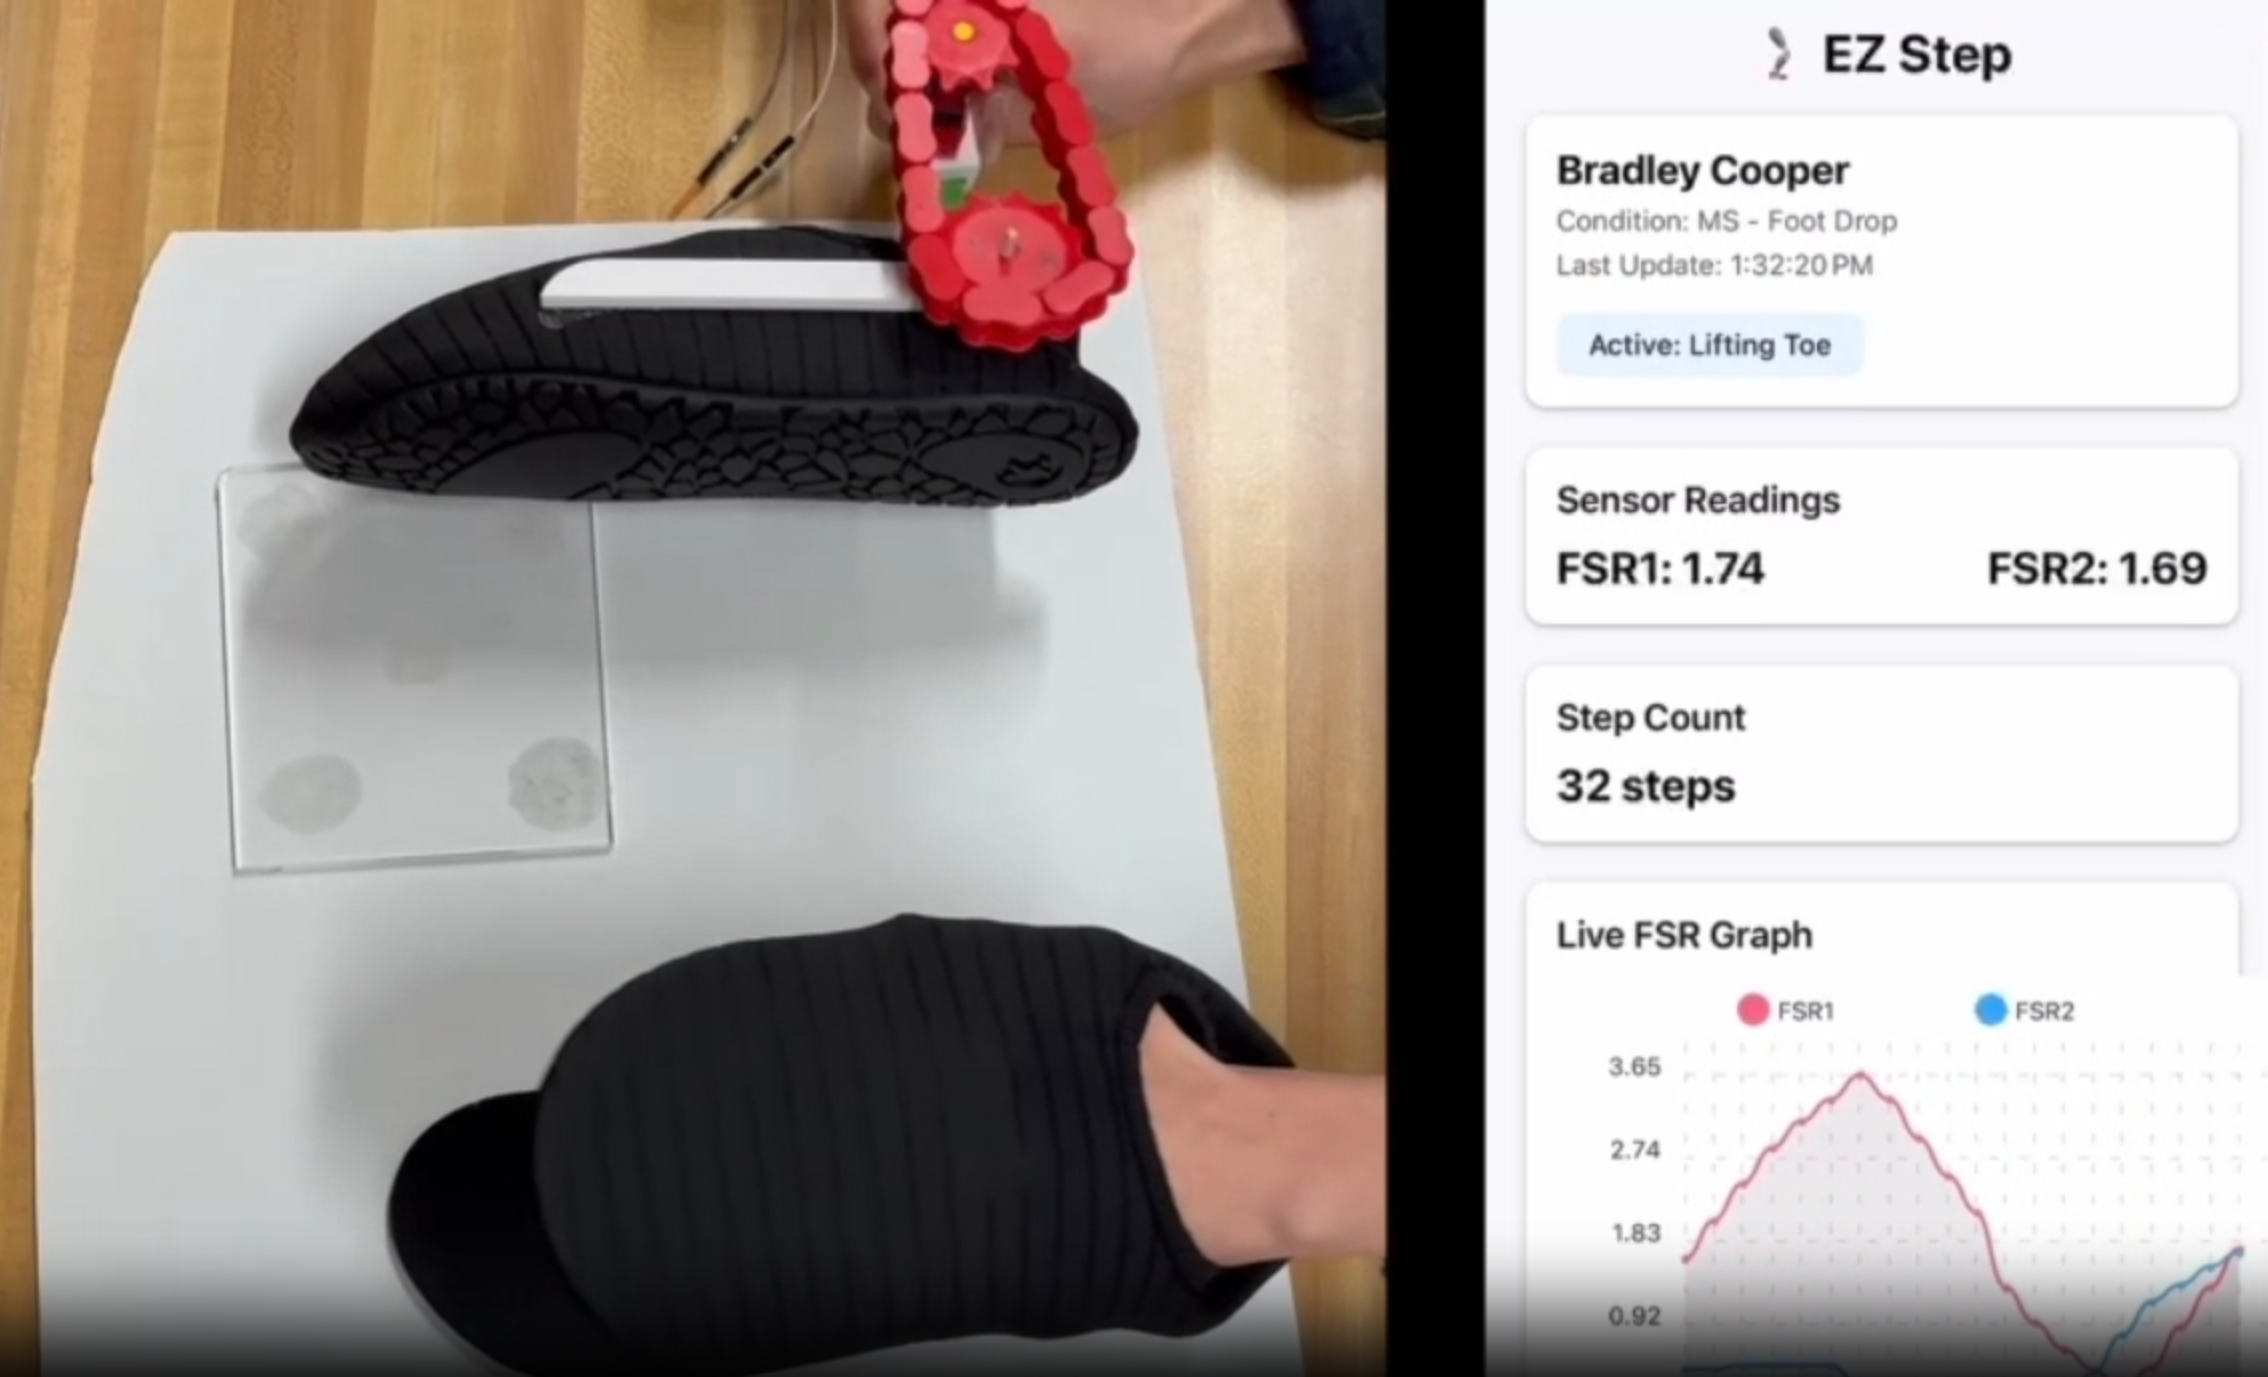 EZ Step
Bradley Cooper
Condition: MS - Foot Drop
Last Update: 1:32:20 PM
Active: Lifting Toe
Sensor Readings
FSR1: 1.74 FSR2: 1.69
Step Count
32 steps
Live FSR Graph
FSR1 FSR2
3.65
2.74
1.83
0.92